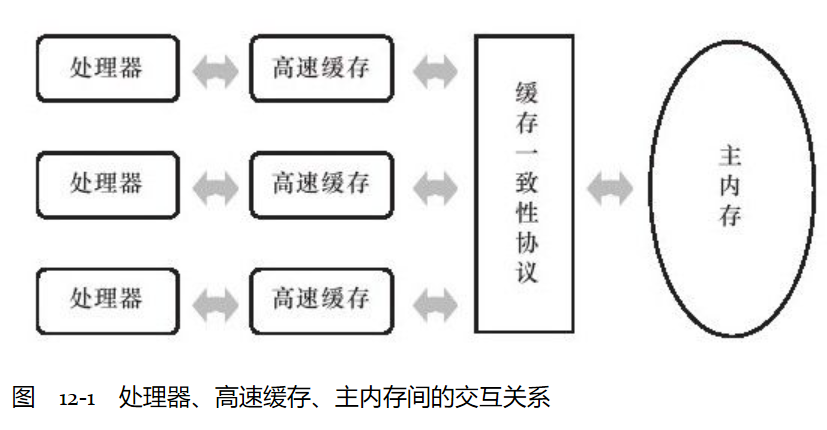 处理器 高速缓存
处理器 高速缓存
处理器 高速缓存
缓存一致性协议
主内存
图 12-1 处理器、高速缓存、主内存间的交互关系